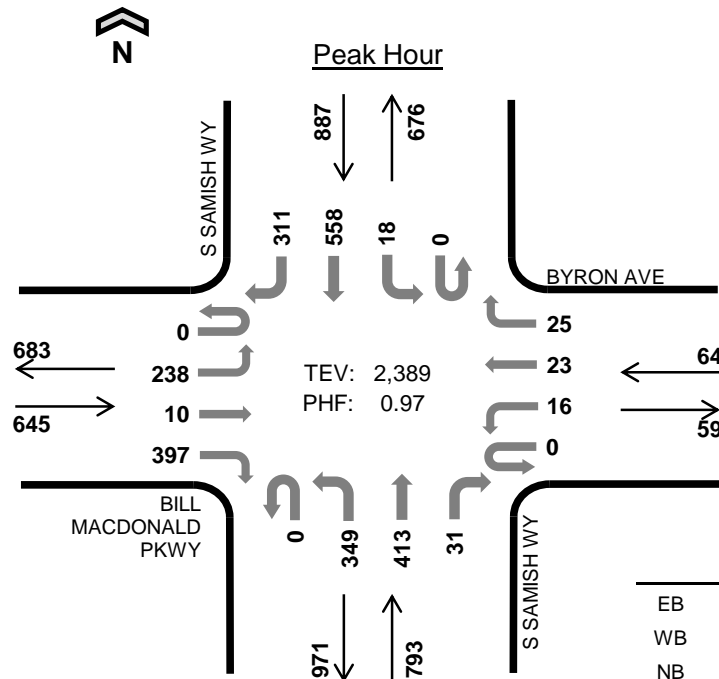 N
Peak Hour
887
676
S SAMISH WY
311
558
18
0
BYRON AVE
0
25
683
238
TEV: 2,389
23
64
645
10
PHF: 0.97
16
59
397
0
BILL
MACDONALD
PKWY
0
349
413
31
S SAMISH WY
971
793
EB
WB
NB